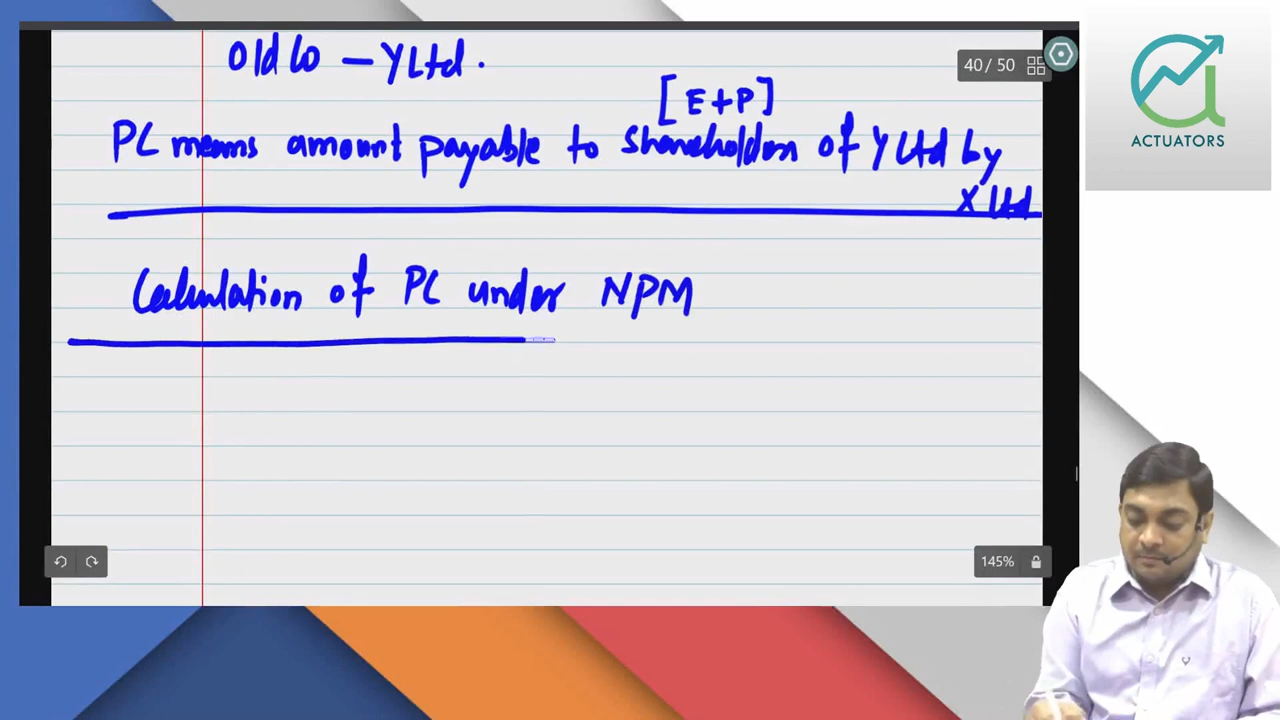 Old Co - Y Ltd.
40 / 50
[E+P]
PC means amount payable to shareholders of Y Ltd by
X Ltd
Calculation of PC under NPM
145%
ACTUATORS